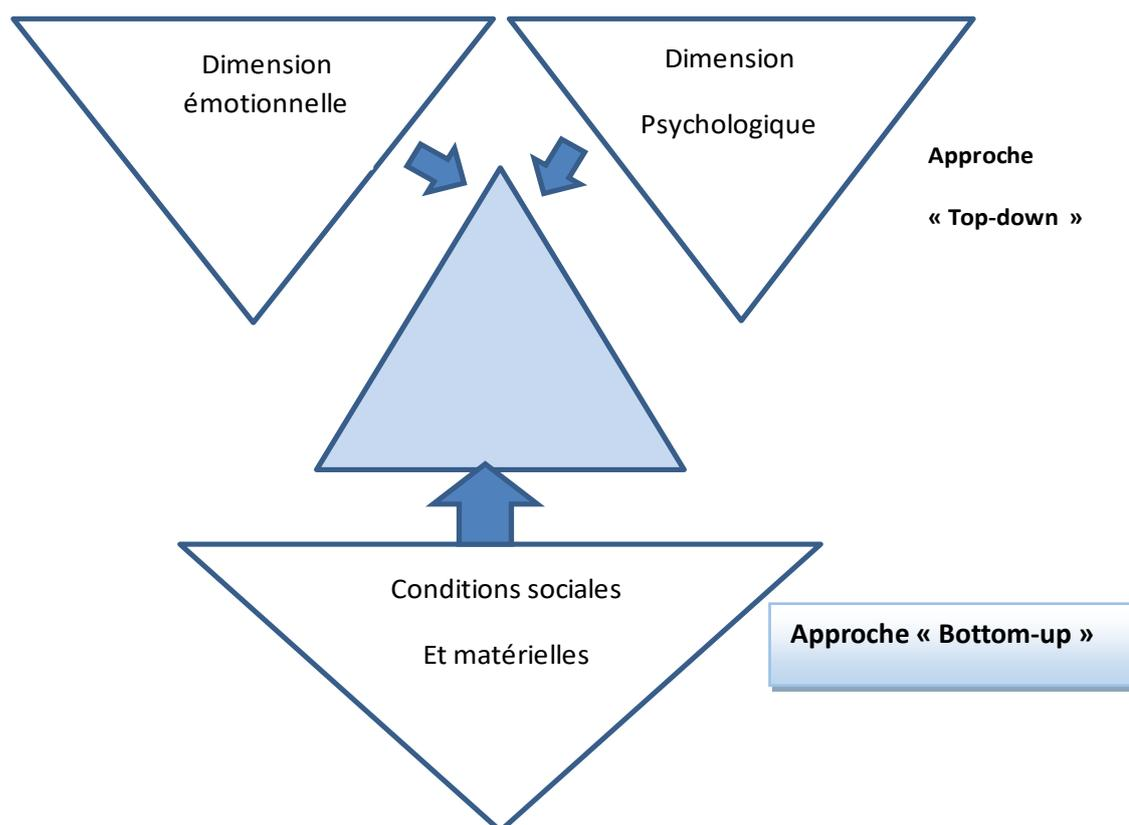 Dimension
émotionnelle
Dimension
Psychologique
Approche
« Top-down »
Conditions sociales
Et matérielles
Approche « Bottom-up »